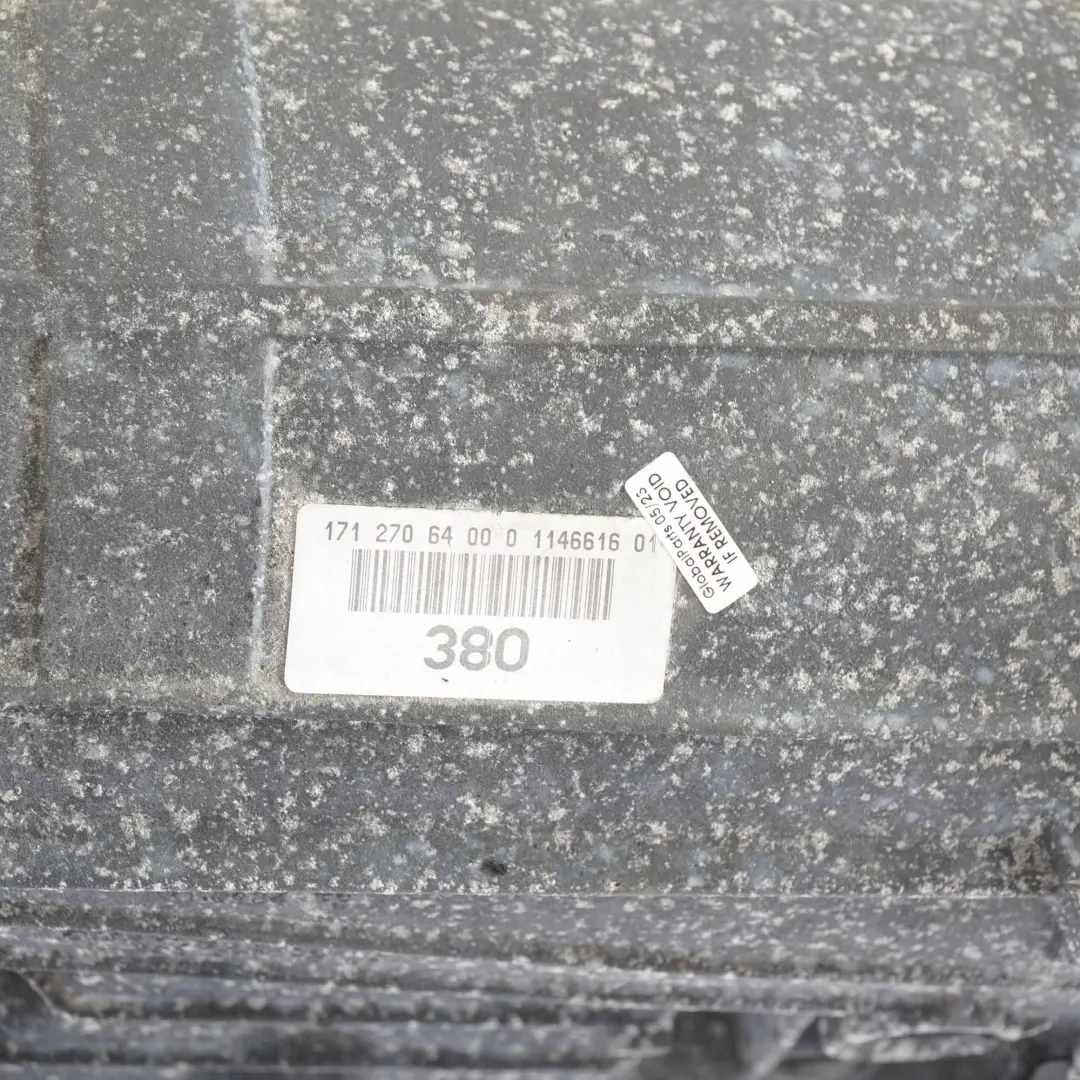 171 270 64 00 0 1146616 01
380
GlobalParts 05/23
WARRANTY VOID
IF REMOVED